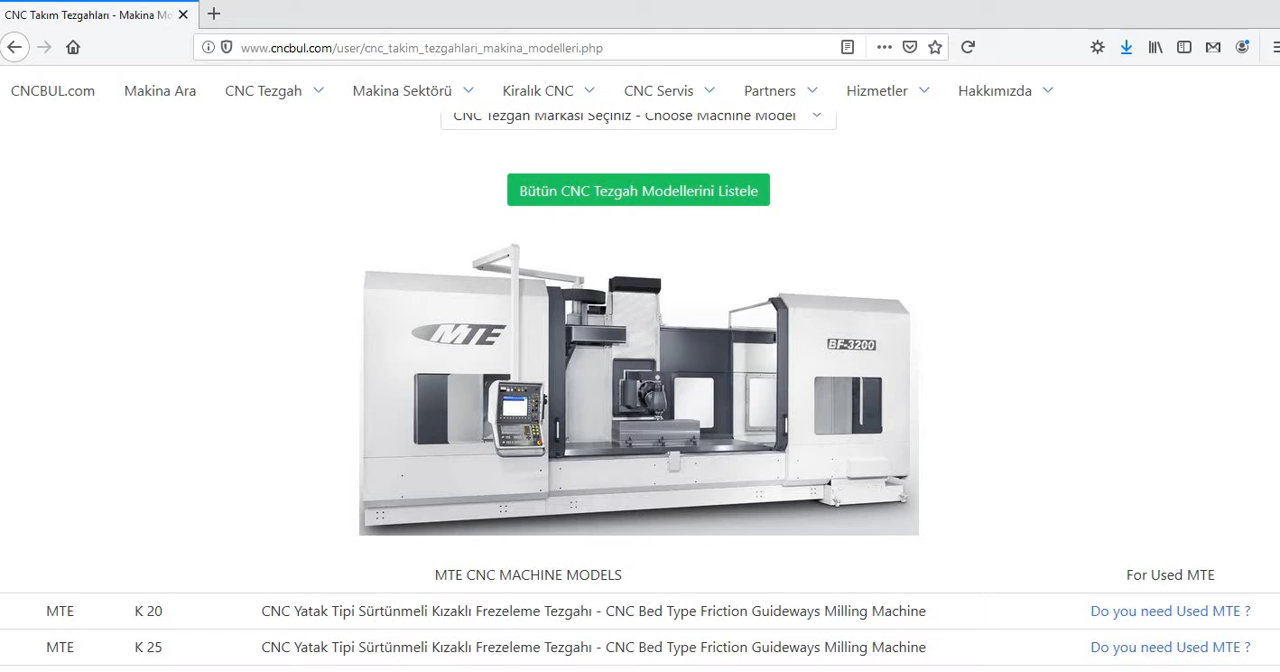 CNC Takım Tezgahları - Makina Mo
www.cncbul.com/user/cnc_takim_tezgahlari_makina_modelleri.php
CNCBUL.com Makina Ara CNC Tezgah Makina Sektörü Kiralık CNC CNC Servis Partners Hizmetler Hakkımızda
CNC Tezgah Markası Seçiniz - Choose Machine Model
Bütün CNC Tezgah Modellerini Listele
MTE
BF-3200
MTE CNC MACHINE MODELS For Used MTE
MTE K 20 CNC Yatak Tipi Sürtünmeli Kızaklı Frezeleme Tezgahı - CNC Bed Type Friction Guideways Milling Machine Do you need Used MTE ?
MTE K 25 CNC Yatak Tipi Sürtünmeli Kızaklı Frezeleme Tezgahı - CNC Bed Type Friction Guideways Milling Machine Do you need Used MTE ?